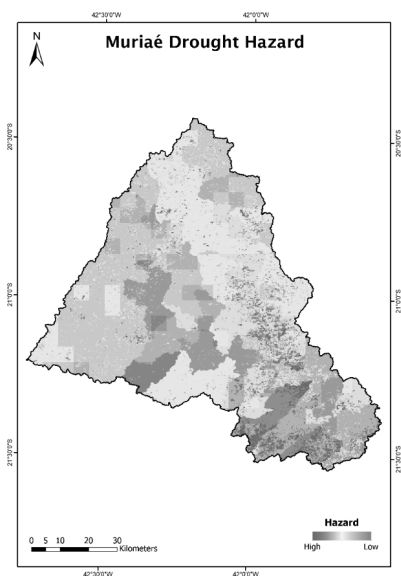 42°30'0"W 42°0'0"W
Muriaé Drought Hazard
N
20°30'0"S 20°30'0"S
21°0'0"S 21°0'0"S
21°30'0"S 21°30'0"S
Hazard
High Low
0 5 10 20 30 Kilometers
42°30'0"W 42°0'0"W